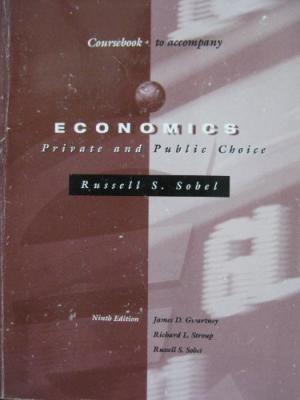 Coursebook to accompany
ECONOMICS
Private and Public Choice
Russell S. Sobel
Ninth Edition
James D. Gwartney
Richard L. Stroup
Russell S. Sobel